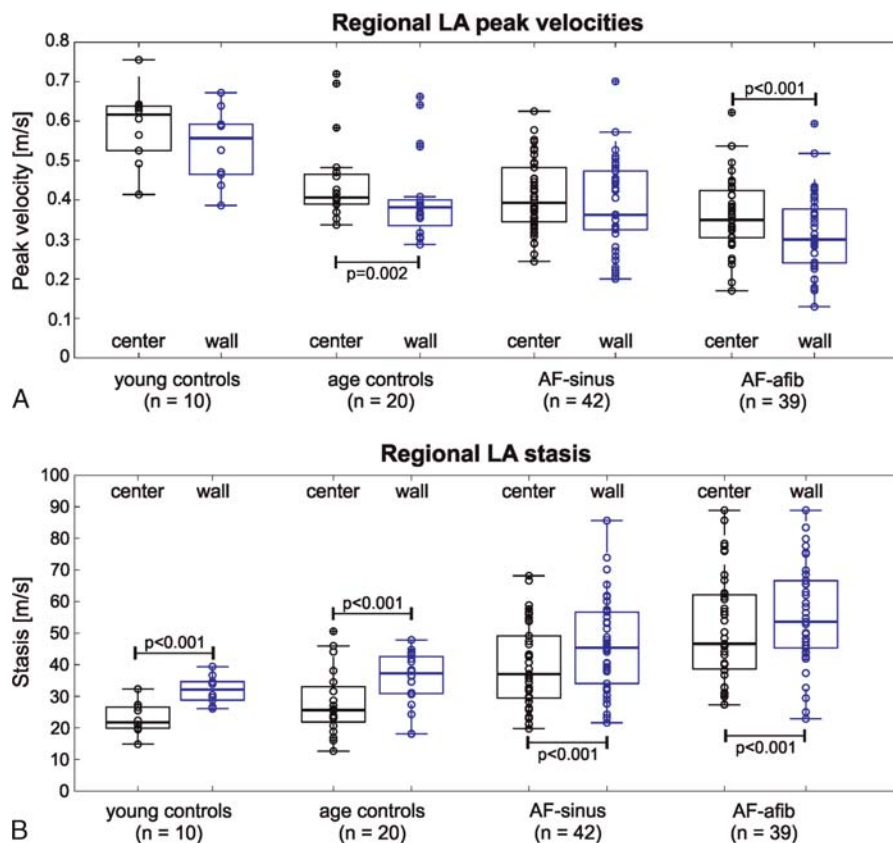 Regional LA peak velocities
A
Peak velocity [m/s]
0.8
0.7
0.6
0.5
0.4
0.3
0.2
0.1
0
p=0.002
p<0.001
center wall center wall center wall center wall
young controls age controls AF-sinus AF-afib
(n = 10) (n = 20) (n = 42) (n = 39)
Regional LA stasis
B
Stasis [m/s]
100
90
80
70
60
50
40
30
20
10
0
center wall center wall center wall center wall
p<0.001
p<0.001
p<0.001
p<0.001
young controls age controls AF-sinus AF-afib
(n = 10) (n = 20) (n = 42) (n = 39)